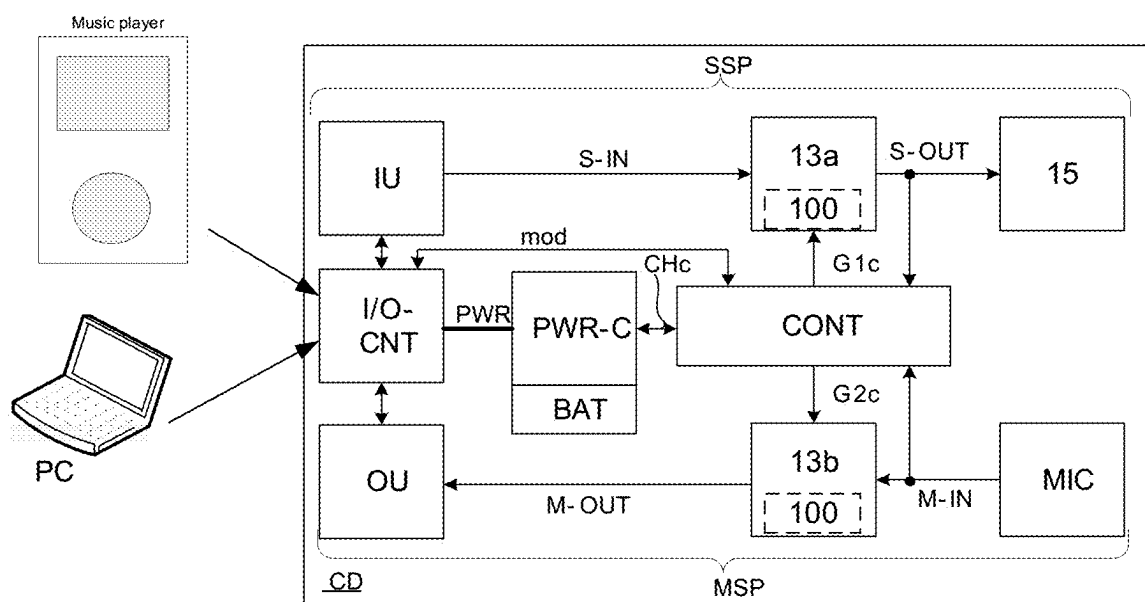 Music player
SSP
IU
S-IN
13a
100
S-OUT
15
mod
CHc
G1c
I/O-
CNT
PWR
PWR-C
CONT
BAT
G2c
PC
OU
M-OUT
13b
100
M-IN
MIC
CD
MSP